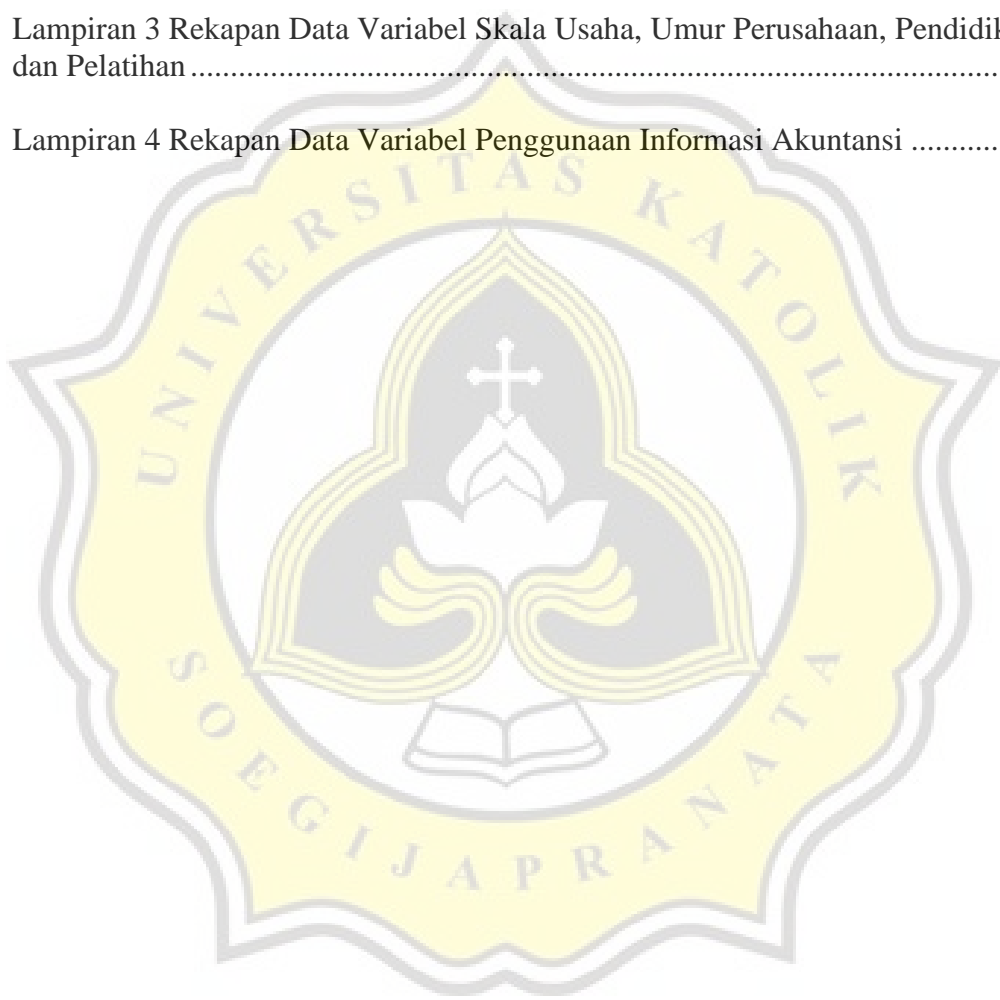 Lampiran 3 Rekapan Data Variabel Skala Usaha, Umur Perusahaan, Pendidik
dan Pelatihan ........................................................................................................
Lampiran 4 Rekapan Data Variabel Penggunaan Informasi Akuntansi ...........
UNIVERSITAS KATOLIK
SOEGIJAPRANATA